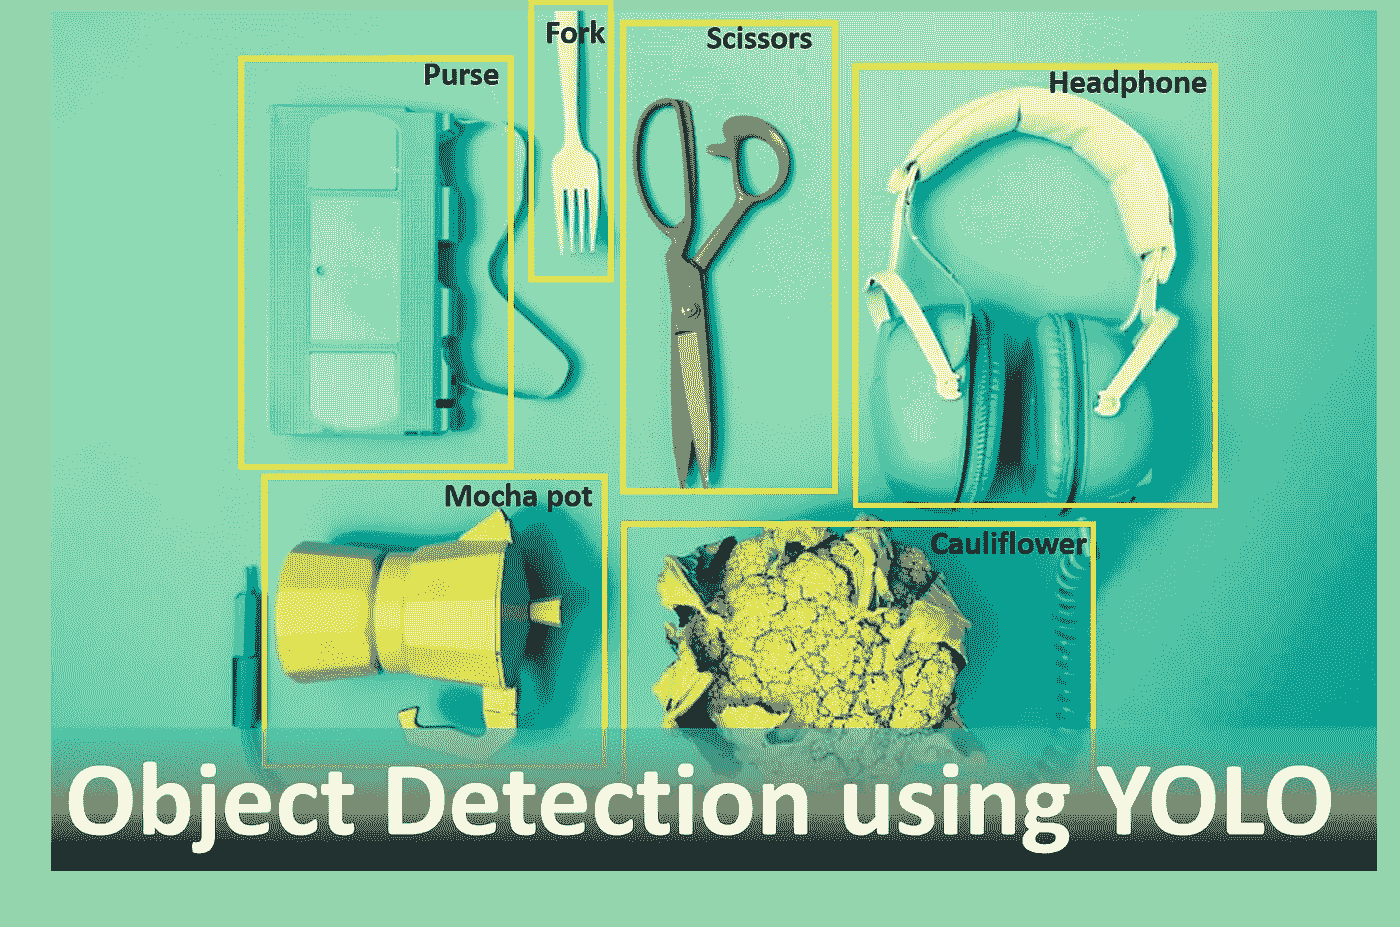 Fork
Scissors
Purse
Headphone
Mocha pot
Cauliflower
Object Detection using YOLO